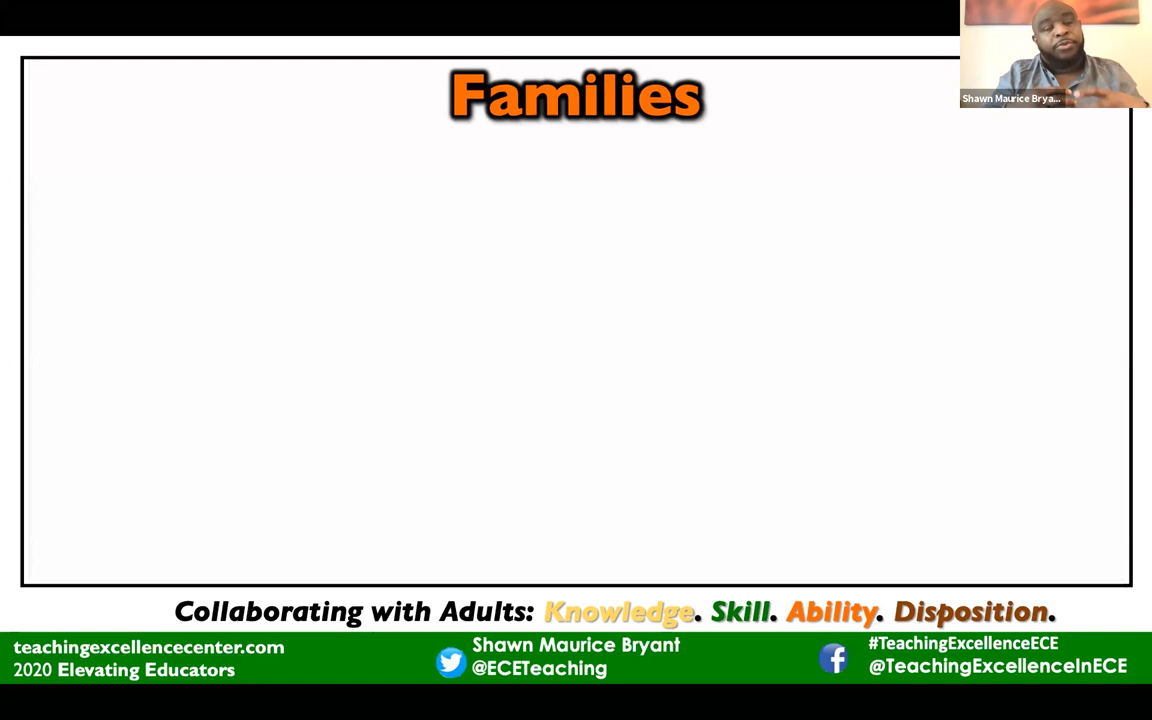 Families
Shawn Maurice Brya...
Collaborating with Adults: Knowledge. Skill. Ability. Disposition.
teachingexcellencecenter.com
2020 Elevating Educators
Shawn Maurice Bryant
@ECETeaching
#TeachingExcellenceECE
@TeachingExcellenceInECE